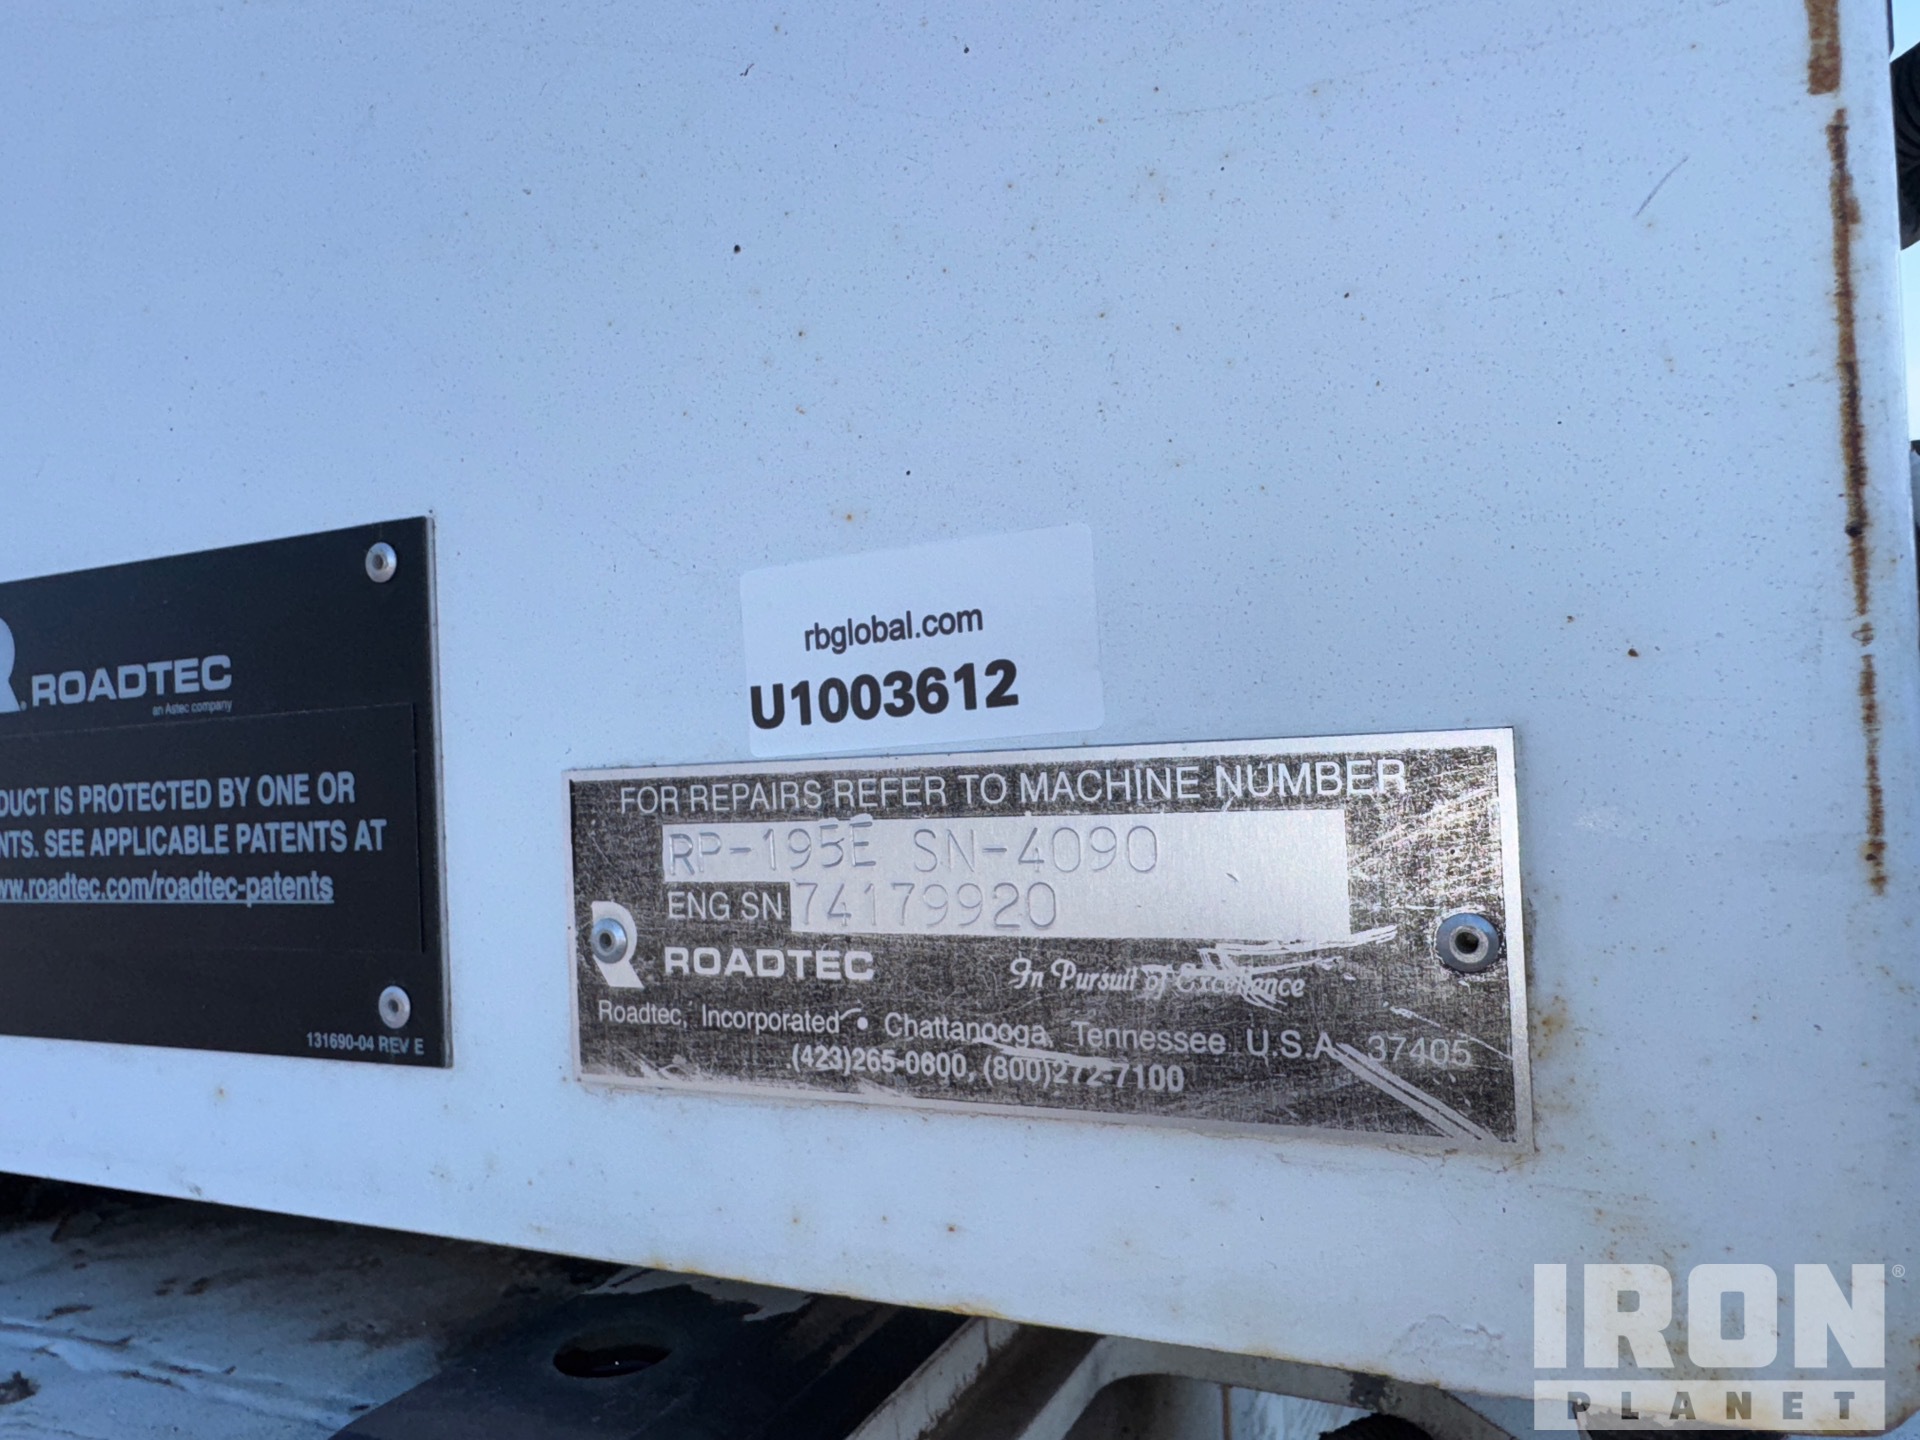 ROADTEC
an Astec company
DUCT IS PROTECTED BY ONE OR
NTS. SEE APPLICABLE PATENTS AT
ww.roadtec.com/roadtec-patents
131690-04 REV E
rbglobal.com
U1003612
FOR REPAIRS REFER TO MACHINE NUMBER
RP-195E SN-4090
ENG SN 74179920
ROADTEC
In Pursuit of Excellence
Roadtec, Incorporated • Chattanooga, Tennessee U.S.A. 37405
(423)265-0600, (800)272-7100
IRON
PLANET